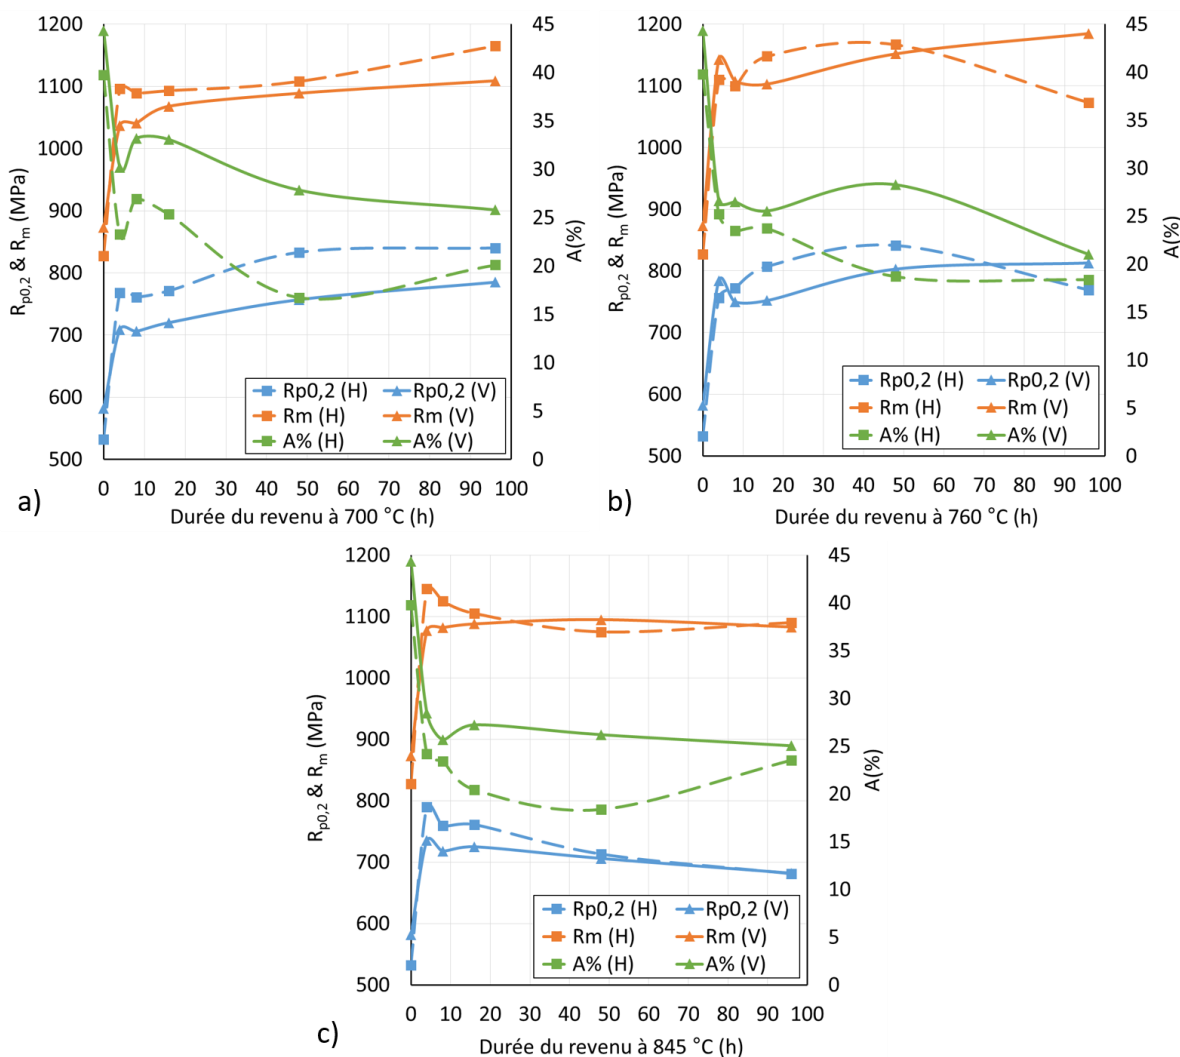 1200
1100
1000
900
800
700
600
500
R_p0,2 & R_m (MPa)
45
40
35
30
25
20
15
10
5
0
A(%)
Rp0,2 (H) Rp0,2 (V)
Rm (H) Rm (V)
A% (H) A% (V)
0 10 20 30 40 50 60 70 80 90 100
a) Durée du revenu à 700 °C (h)
1200
1100
1000
900
800
700
600
500
R_p0,2 & R_m (MPa)
45
40
35
30
25
20
15
10
5
0
A(%)
Rp0,2 (H) Rp0,2 (V)
Rm (H) Rm (V)
A% (H) A% (V)
0 10 20 30 40 50 60 70 80 90 100
b) Durée du revenu à 760 °C (h)
1200
1100
1000
900
800
700
600
500
R_p0,2 & R_m (MPa)
45
40
35
30
25
20
15
10
5
0
A(%)
Rp0,2 (H) Rp0,2 (V)
Rm (H) Rm (V)
A% (H) A% (V)
0 10 20 30 40 50 60 70 80 90 100
c) Durée du revenu à 845 °C (h)